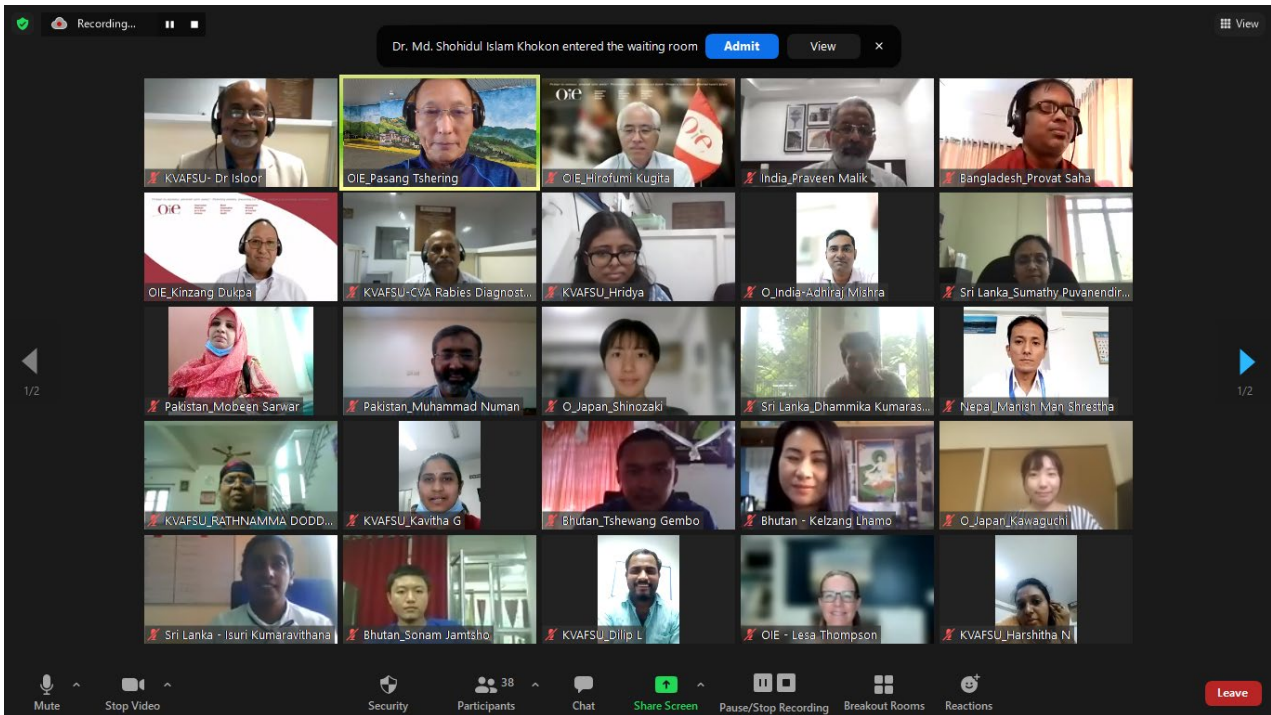 Recording...
View
Dr. Md. Shohidul Islam Khokon entered the waiting room
Admit
View
×
KVAFSU- Dr Isloor
OIE_Pasang Tshering
Oie
Oie
OIE_Hirofumi Kugita
India_Praveen Malik
Bangladesh_Provat Saha
Oie
OIE_Kinzang Dukpa
KVAFSU-CVA Rabies Diagnost...
KVAFSU_Hridya
O_India-Adhiraj Mishra
Sri Lanka_Sumathy Puvanendir...
1/2
Pakistan_Mobeen Sarwar
Pakistan_Muhammad Numan
O_Japan_Shinozaki
Sri Lanka_Dhammika Kumaras...
Nepal_Manish Man Shrestha
1/2
KVAFSU_RATHNAMMA DODD...
KVAFSU_Kavitha G
Bhutan_Tshewang Gembo
Bhutan - Kelzang Lhamo
O_Japan_Kawaguchi
Sri Lanka - Isuri Kumaravithana
Bhutan_Sonam Jamtsho
KVAFSU_Dilip L
OIE - Lesa Thompson
KVAFSU_Harshitha N
Mute
Stop Video
Security
38
Participants
Chat
Share Screen
Pause/Stop Recording
Breakout Rooms
Reactions
Leave